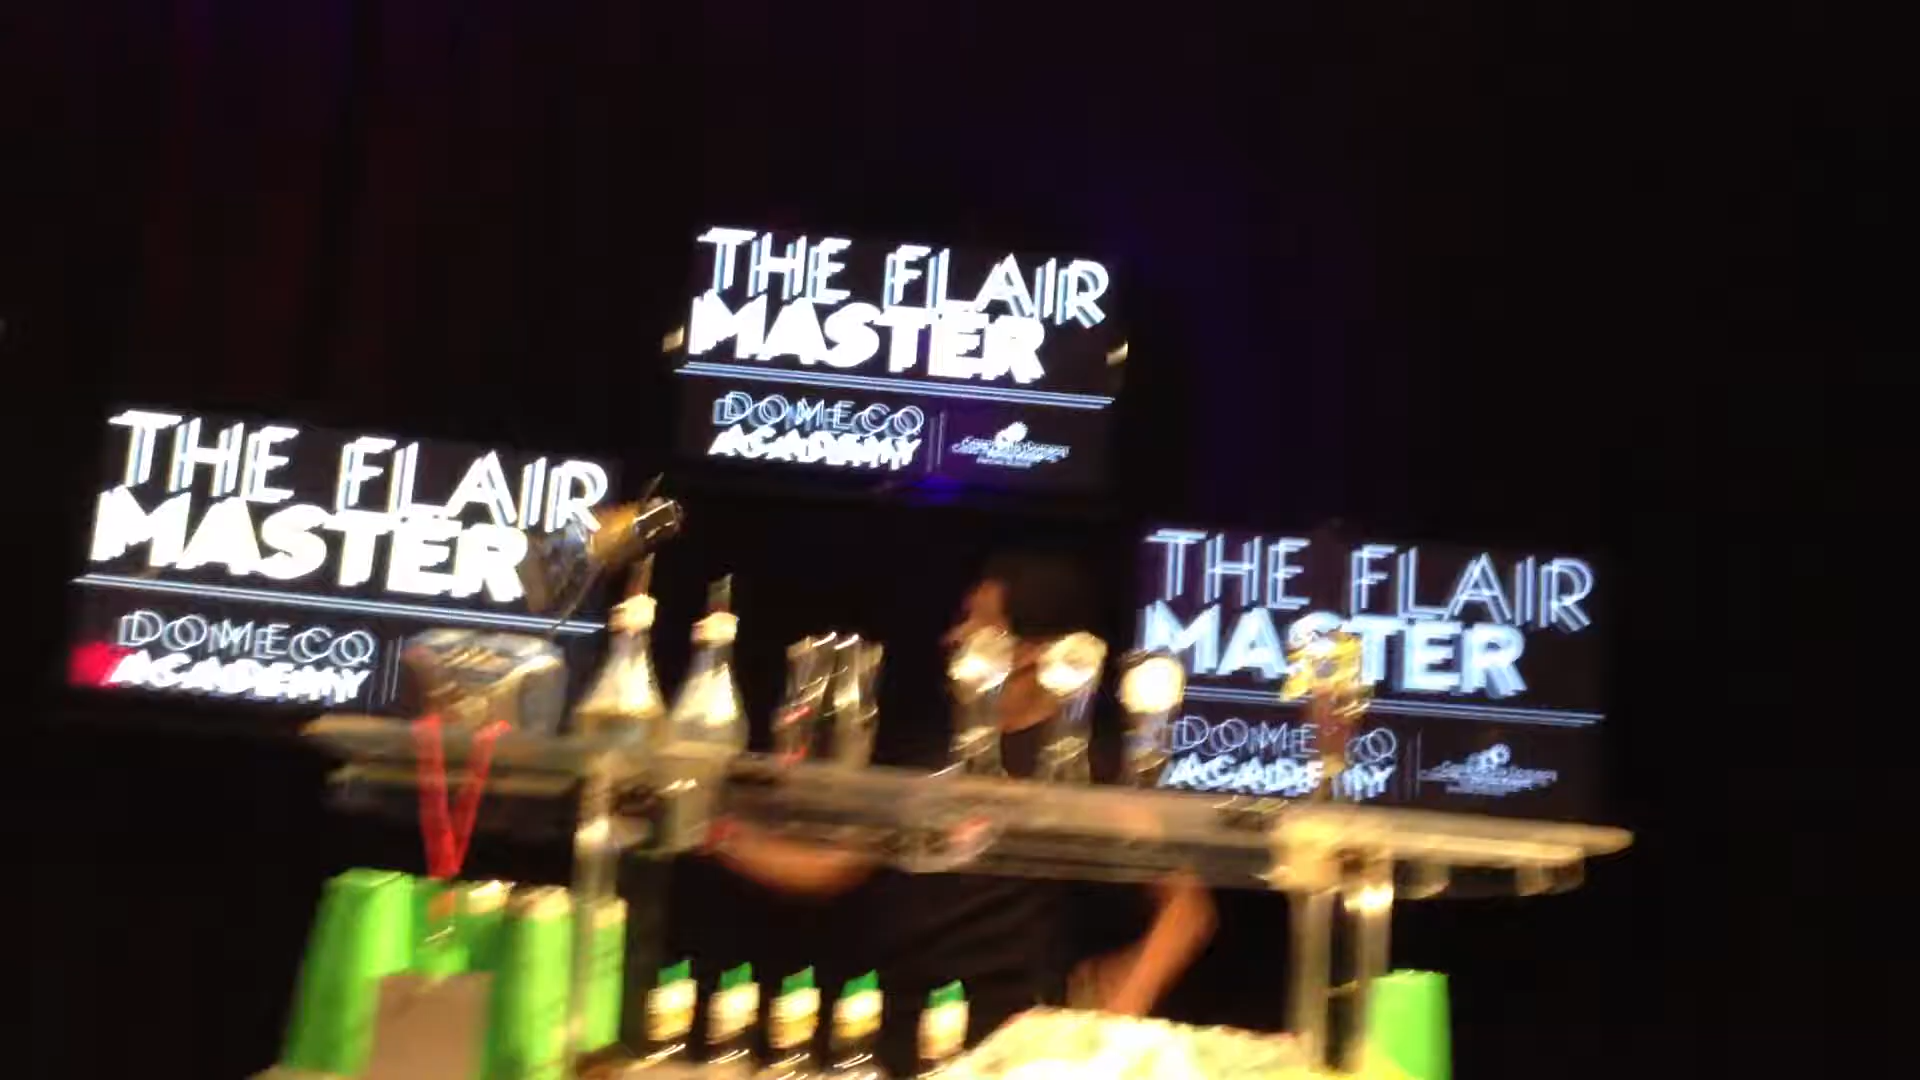 THE FLAIR
MASTER
DOMECQ
ACADEMY
THE FLAIR
MASTER
DOMECQ
ACADEMY
THE FLAIR
MASTER
DOMECQ
ACADEMY